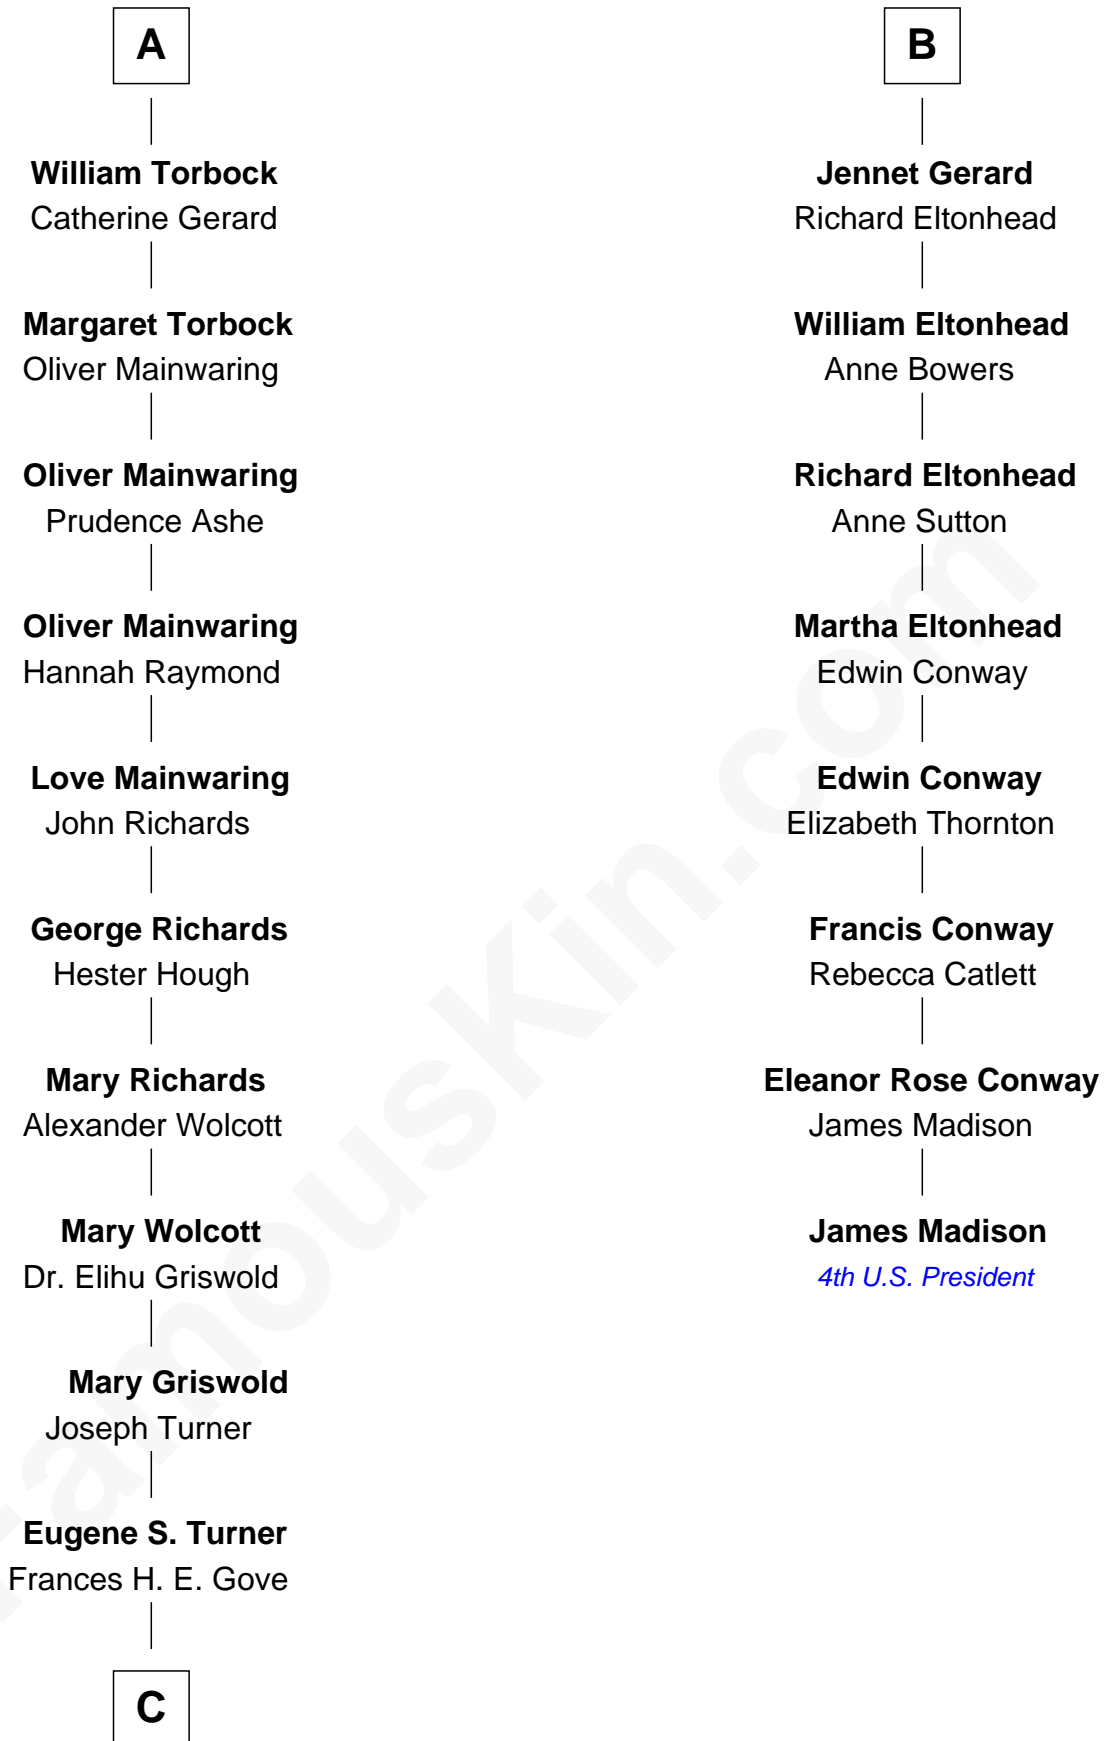 A
William Torbock
Catherine Gerard
Margaret Torbock
Oliver Mainwaring
Oliver Mainwaring
Prudence Ashe
Oliver Mainwaring
Hannah Raymond
Love Mainwaring
John Richards
George Richards
Hester Hough
Mary Richards
Alexander Wolcott
Mary Wolcott
Dr. Elihu Griswold
Mary Griswold
Joseph Turner
Eugene S. Turner
Frances H. E. Gove
C
B
Jennet Gerard
Richard Eltonhead
William Eltonhead
Anne Bowers
Richard Eltonhead
Anne Sutton
Martha Eltonhead
Edwin Conway
Edwin Conway
Elizabeth Thornton
Francis Conway
Rebecca Catlett
Eleanor Rose Conway
James Madison
James Madison
4th U.S. President
FamousKin.com